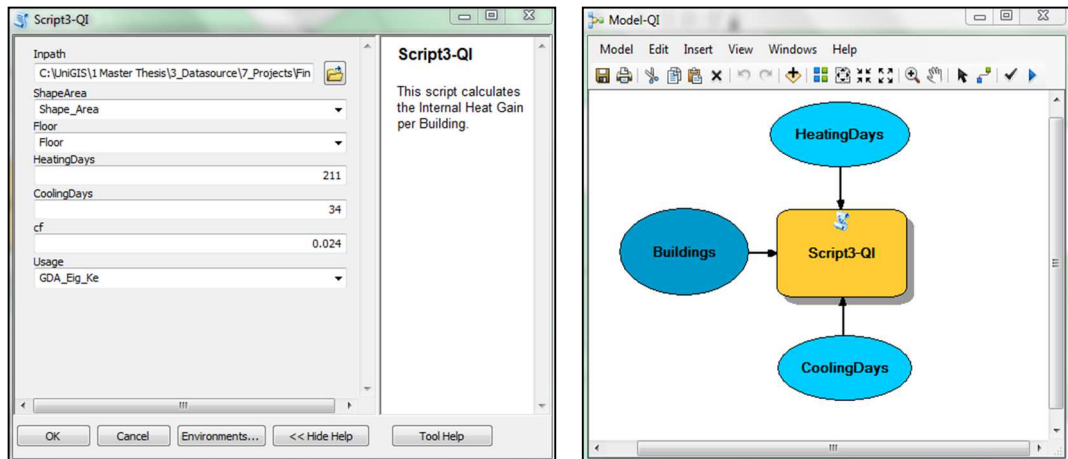 Script3-QI
Inpath
C:\UniGIS\1 Master Thesis\3_Datasource\7_Projects\Fin
ShapeArea
Shape_Area
Floor
Floor
HeatingDays
211
CoolingDays
34
cf
0.024
Usage
GDA_Eig_Ke
Script3-QI
This script calculates
the Internal Heat Gain
per Building.
OK Cancel Environments... << Hide Help Tool Help
Model-QI
Model Edit Insert View Windows Help
HeatingDays
Buildings
Script3-QI
CoolingDays